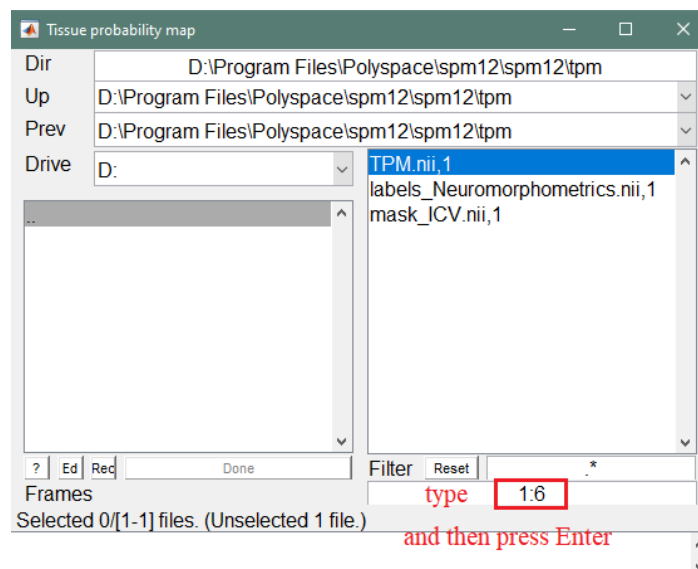 Tissue probability map
Dir D:\Program Files\Polyspace\spm12\spm12\tpm
Up D:\Program Files\Polyspace\spm12\spm12\tpm
Prev D:\Program Files\Polyspace\spm12\spm12\tpm
Drive D:
TPM.nii,1
labels_Neuromorphometrics.nii,1
mask_ICV.nii,1
..
? Ed Rec Done Filter Reset .*
Frames type 1:6
Selected 0/[1-1] files. (Unselected 1 file.)
and then press Enter